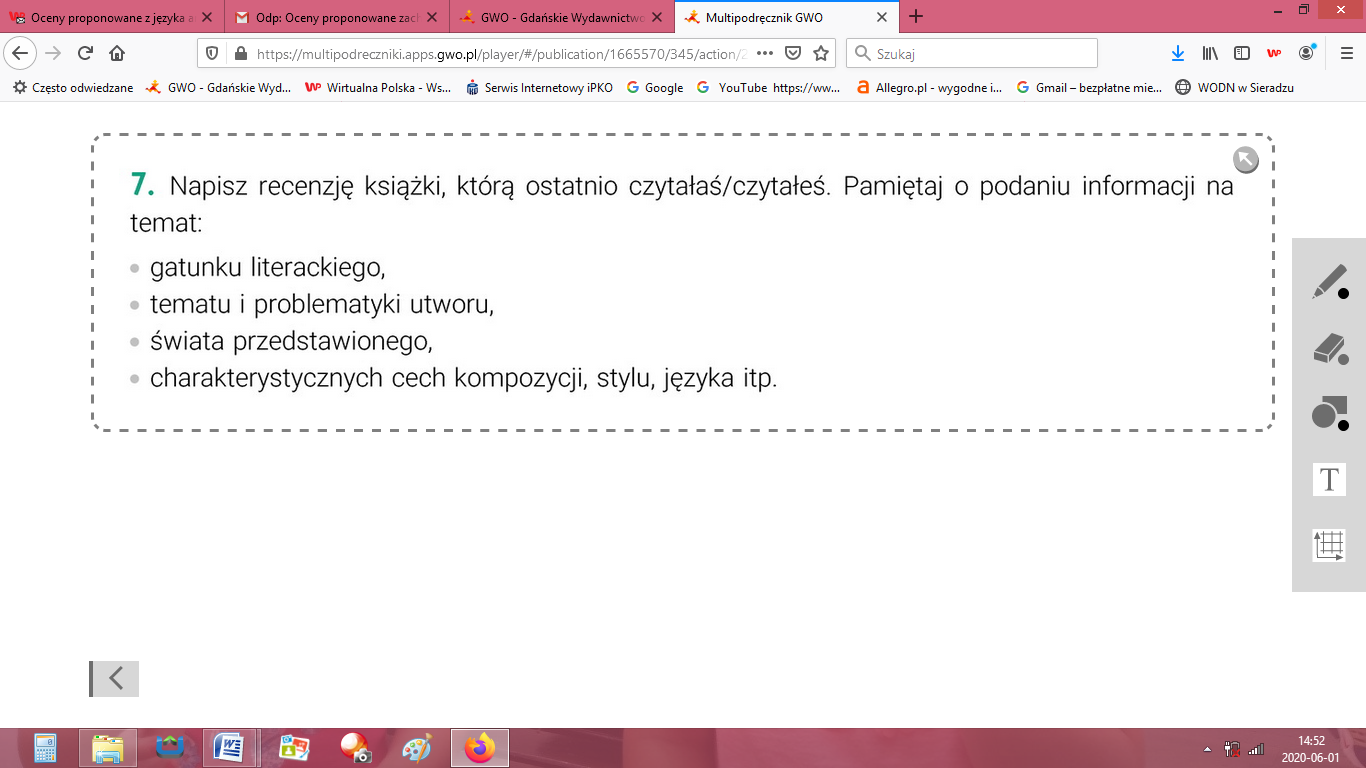 Oceny proponowane z języka a
Odp: Oceny proponowane zac
GWO - Gdańskie Wydawnictwo
Multipodręcznik GWO
https://multipodreczniki.apps.gwo.pl/player/#/publication/1665570/345/action/2
Szukaj
Często odwiedzane GWO - Gdańskie Wyd... Wirtualna Polska - Ws... Serwis Internetowy iPKO Google YouTube https://ww... Allegro.pl - wygodne i... Gmail – bezpłatne mie... WODN w Sieradzu
7. Napisz recenzję książki, którą ostatnio czytałaś/czytałeś. Pamiętaj o podaniu informacji na
temat:
• gatunku literackiego,
• tematu i problematyki utworu,
• świata przedstawionego,
• charakterystycznych cech kompozycji, stylu, języka itp.
T
14:52
2020-06-01